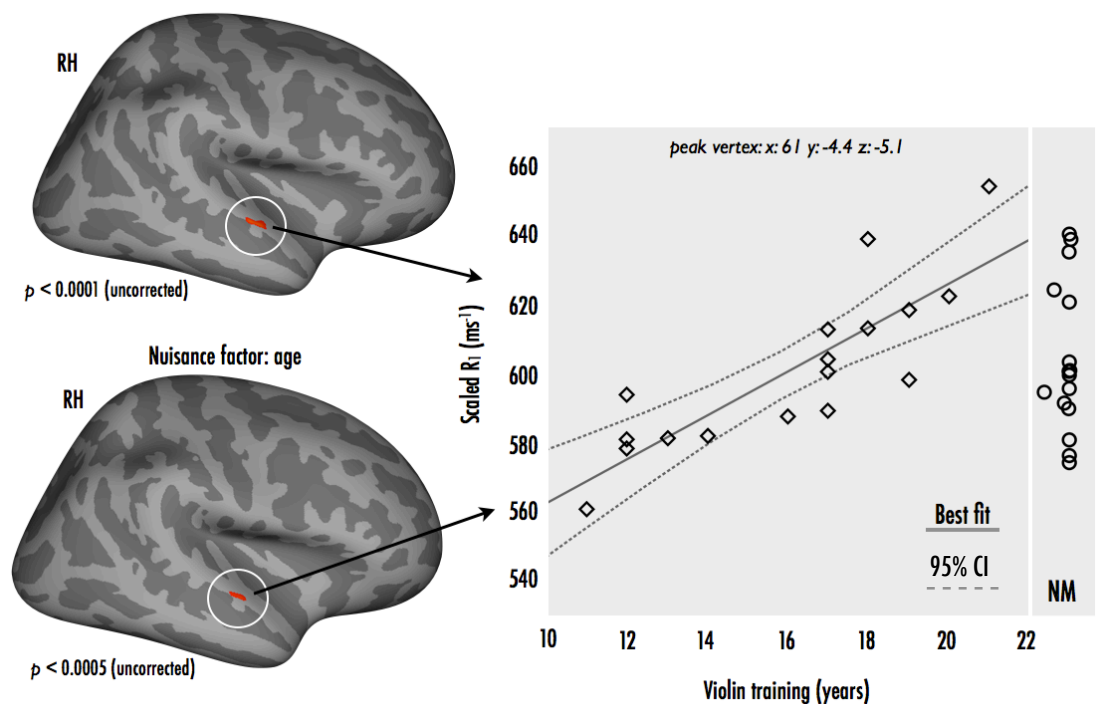 RH
p < 0.0001 (uncorrected)
Nuisance factor: age
RH
p < 0.0005 (uncorrected)
peak vertex: x: 61 y: -4.4 z: -5.1
660
640
620
600
580
560
540
Scaled R₁ (ms⁻¹)
Best fit
95% CI
NM
10 12 14 16 18 20 22
Violin training (years)